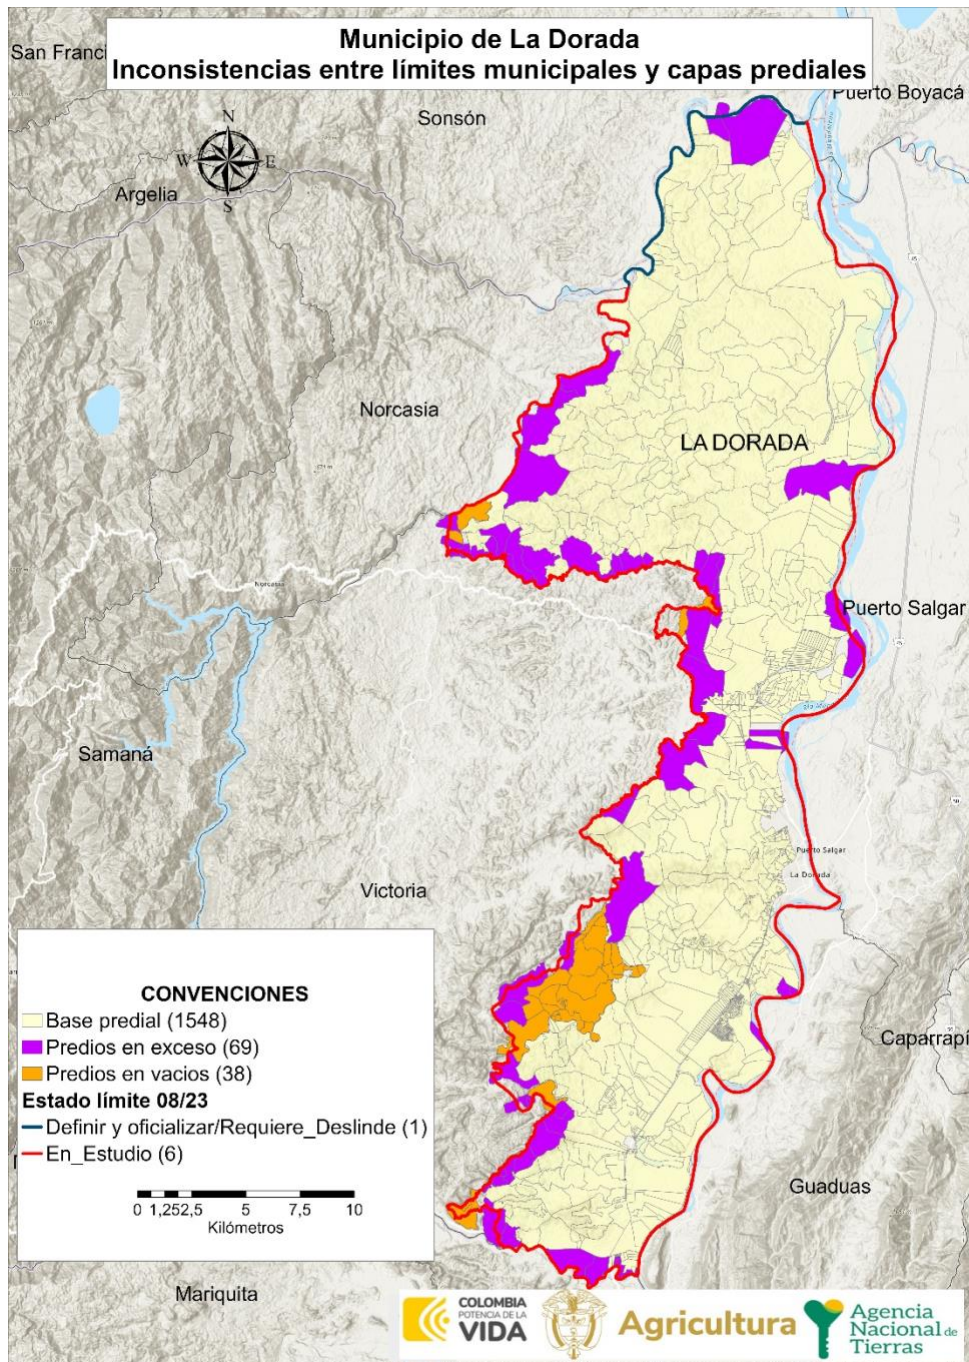 Municipio de La Dorada
Inconsistencias entre límites municipales y capas prediales
San Franci
Puerto Boyacá
Sonsón
N
W E
S
Argelia
Norcasia
LA DORADA
Norcasia
Puerto Salgar
Samaná
Puerto Salgar
La Dorada
Victoria
Caparrapí
Guaduas
Mariquita
CONVENCIONES
Base predial (1548)
Predios en exceso (69)
Predios en vacios (38)
Estado límite 08/23
Definir y oficializar/Requiere_Deslinde (1)
En_Estudio (6)
0 1,252,5 5 7,5 10
Kilómetros
COLOMBIA
POTENCIA DE LA
VIDA
Agricultura
Agencia
Nacional de
Tierras